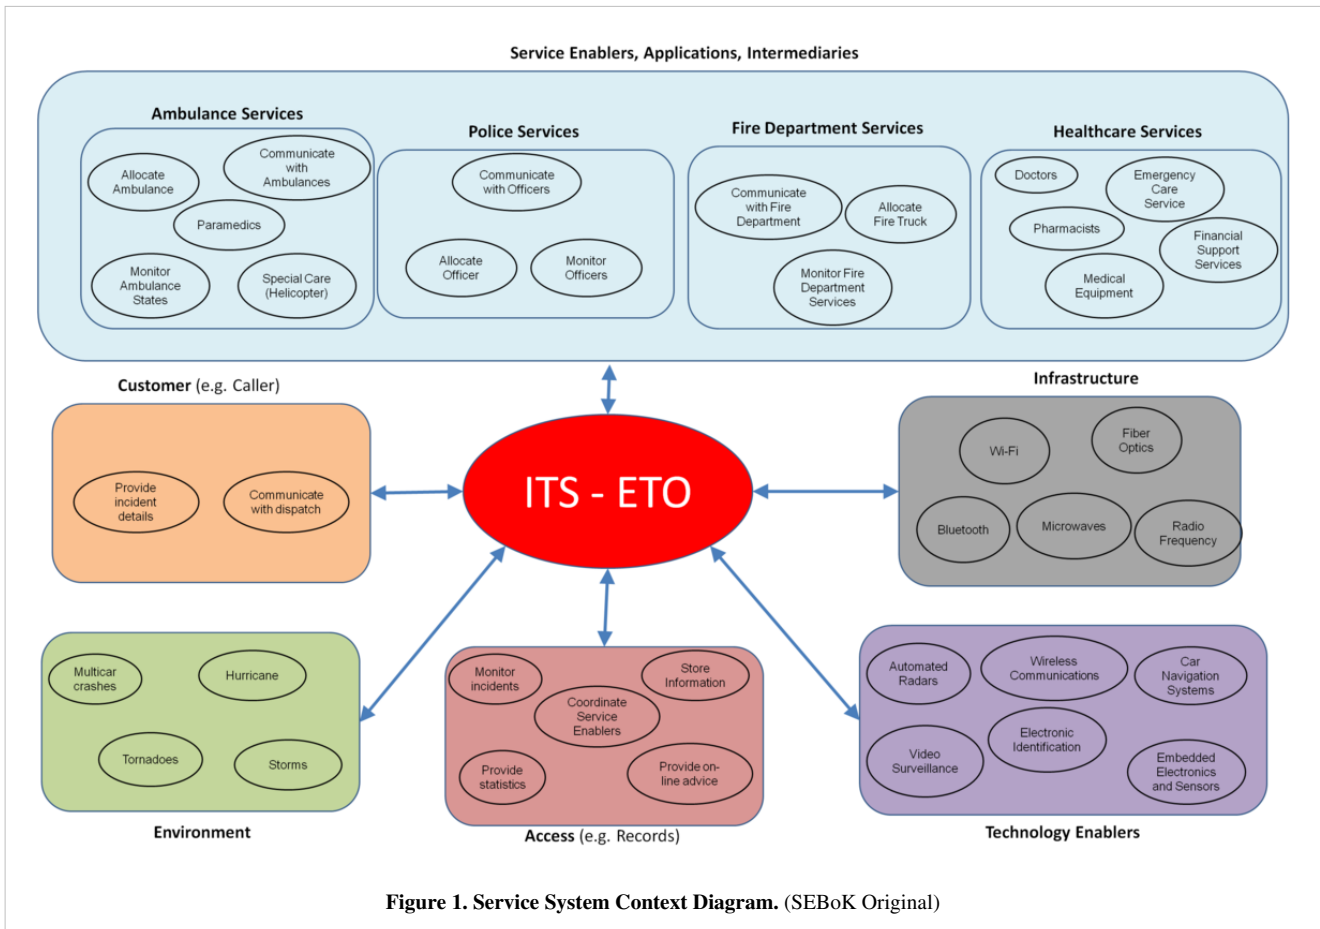 Service Enablers, Applications, Intermediaries
Ambulance Services
Allocate
Ambulance
Communicate
with
Ambulances
Paramedics
Monitor
Ambulance
States
Special Care
(Helicopter)
Police Services
Communicate
with Officers
Allocate
Officer
Monitor
Officers
Fire Department Services
Communicate
with Fire
Department
Allocate
Fire Truck
Monitor Fire
Department
Services
Healthcare Services
Doctors
Emergency
Care
Service
Pharmacists
Financial
Support
Services
Medical
Equipment
Customer (e.g. Caller)
Provide
incident
details
Communicate
with dispatch
ITS - ETO
Infrastructure
Wi-Fi
Fiber
Optics
Bluetooth
Microwaves
Radio
Frequency
Multicar
crashes
Hurricane
Tornadoes
Storms
Environment
Monitor
incidents
Store
Information
Coordinate
Service
Enablers
Provide
statistics
Provide on-
line advice
Access (e.g. Records)
Automated
Radars
Wireless
Communications
Car
Navigation
Systems
Video
Surveillance
Electronic
Identification
Embedded
Electronics
and Sensors
Technology Enablers
Figure 1. Service System Context Diagram. (SEBoK Original)